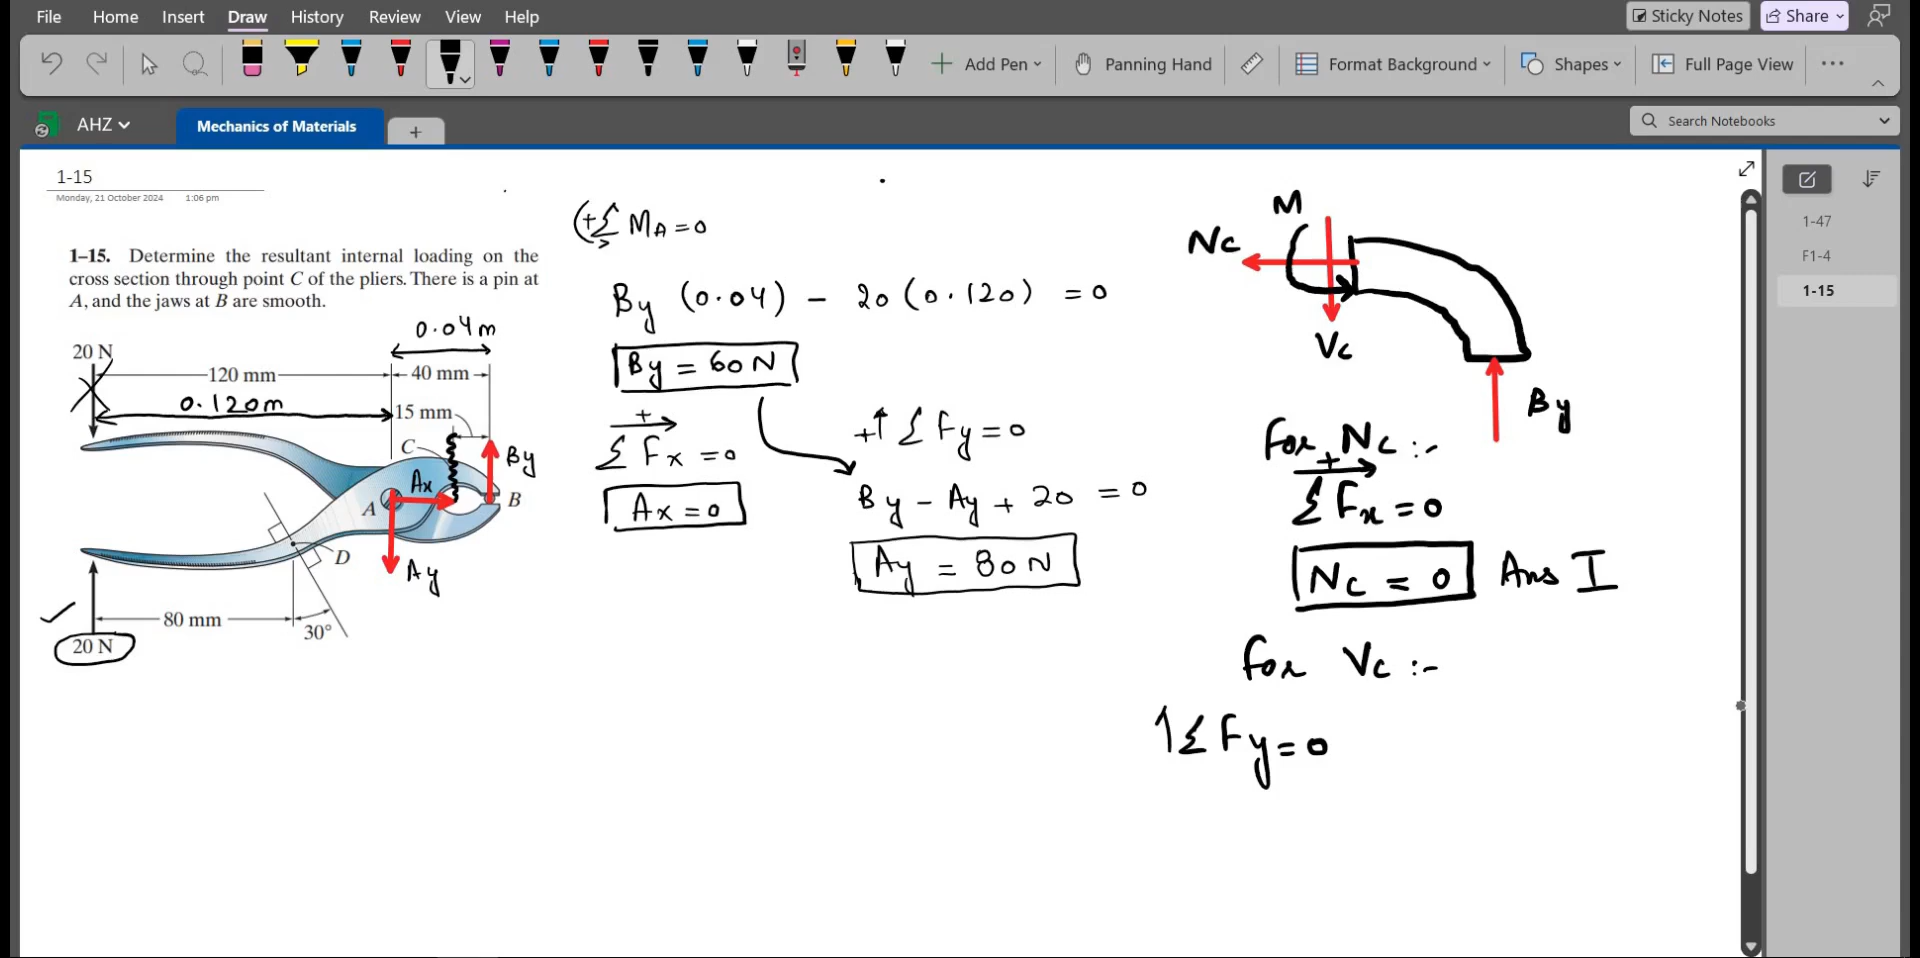 File Home Insert Draw History Review View Help
Sticky Notes Share
Add Pen Panning Hand Format Background Shapes Full Page View
AHZ Mechanics of Materials + Search Notebooks
1-15
Monday, 21 October 2024 1:06 pm
1–15. Determine the resultant internal loading on the
cross section through point C of the pliers. There is a pin at
A, and the jaws at B are smooth.
0.04m
20 N
120 mm 40 mm
0.120m
15 mm
C
By
Ax
A
B
D
Ay
80 mm
20 N
30°
(+Σ MA = 0
By (0.04) - 20 (0.120) = 0
By = 60 N
+
Σ Fx = 0
Ax = 0
+↑ Σ Fy = 0
By - Ay + 20 = 0
Ay = 80 N
M
Nc
Vc
By
For Nc :-
+
Σ Fx = 0
Nc = 0 Ans I
for Vc :-
↑Σ Fy = 0
1-47
F1-4
1-15